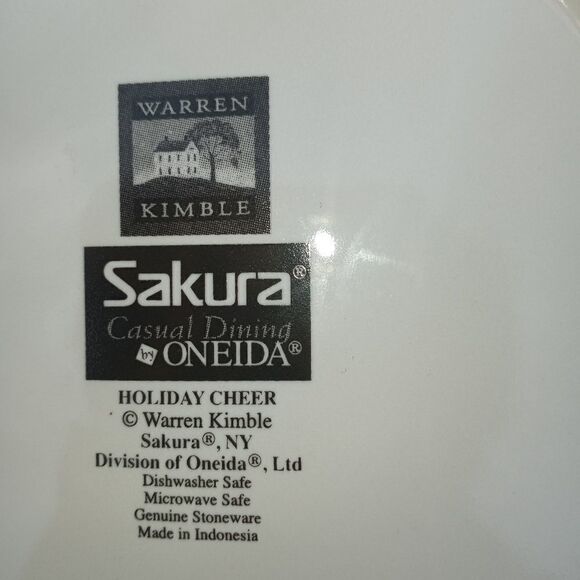 WARREN
KIMBLE
Sakura®
Casual Dining
by ONEIDA®
HOLIDAY CHEER
© Warren Kimble
Sakura®, NY
Division of Oneida®, Ltd
Dishwasher Safe
Microwave Safe
Genuine Stoneware
Made in Indonesia